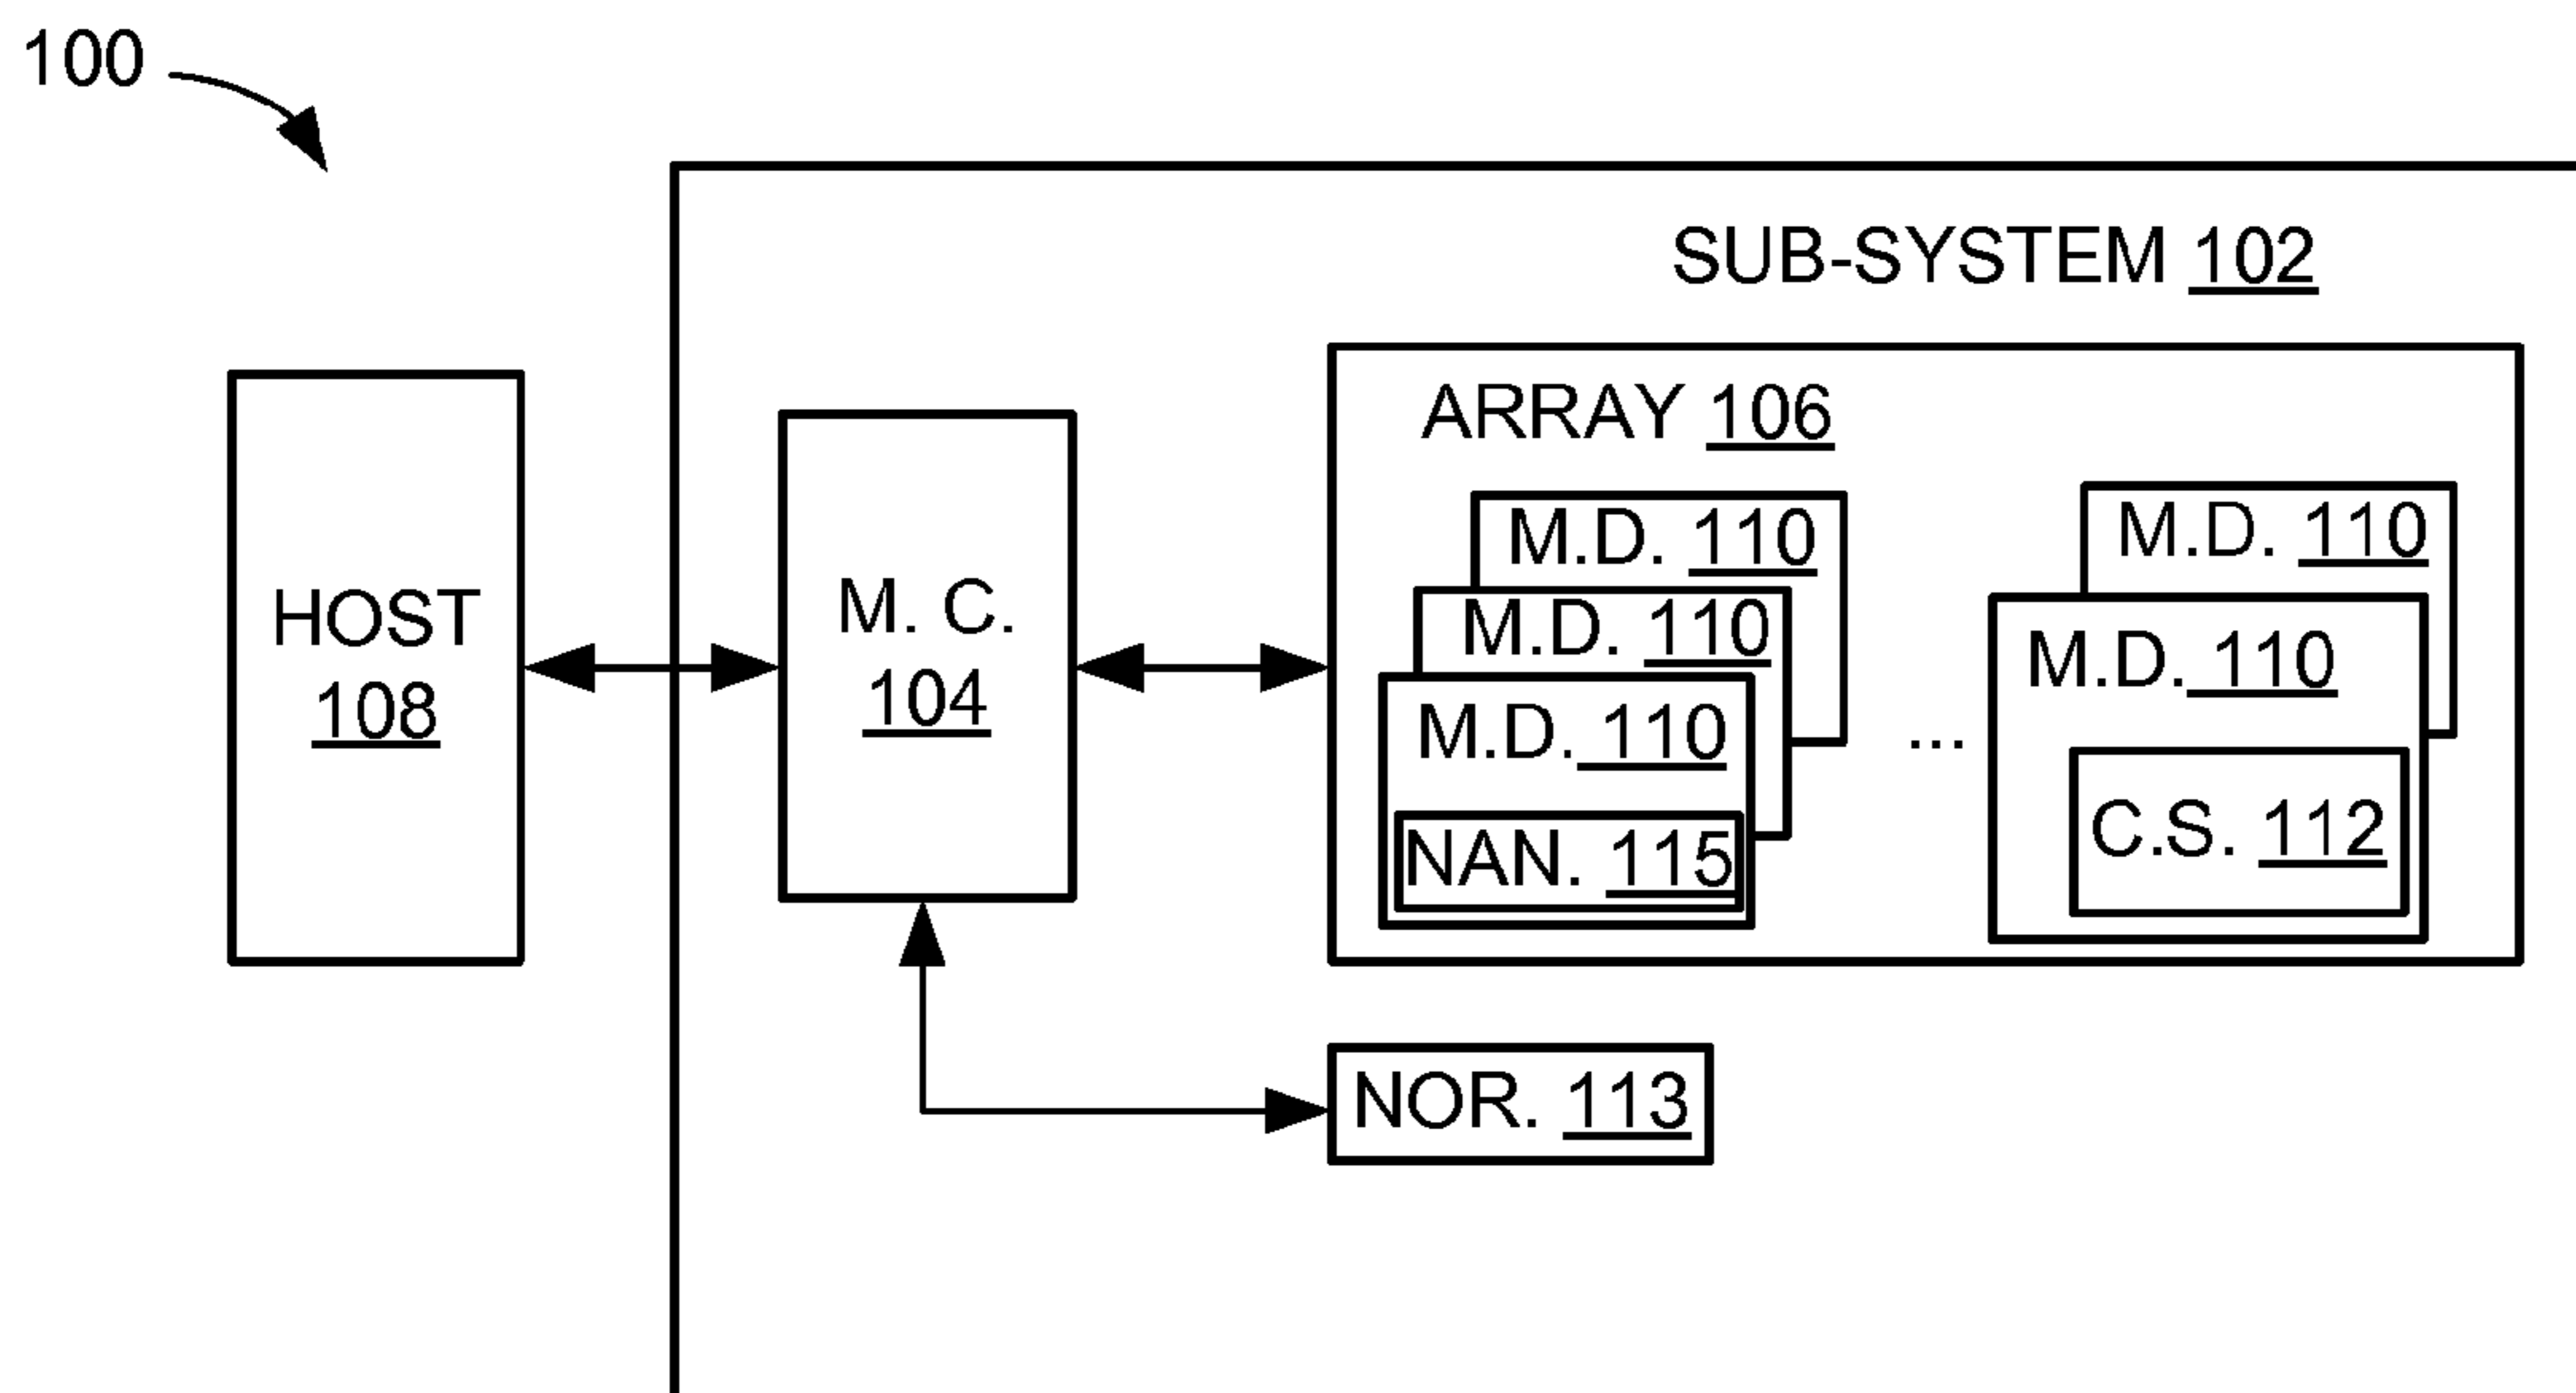 100
SUB-SYSTEM 102
HOST
108
M. C.
104
ARRAY 106
M.D. 110
M.D. 110
M.D. 110
NAN. 115
...
M.D. 110
M.D. 110
C.S. 112
NOR. 113